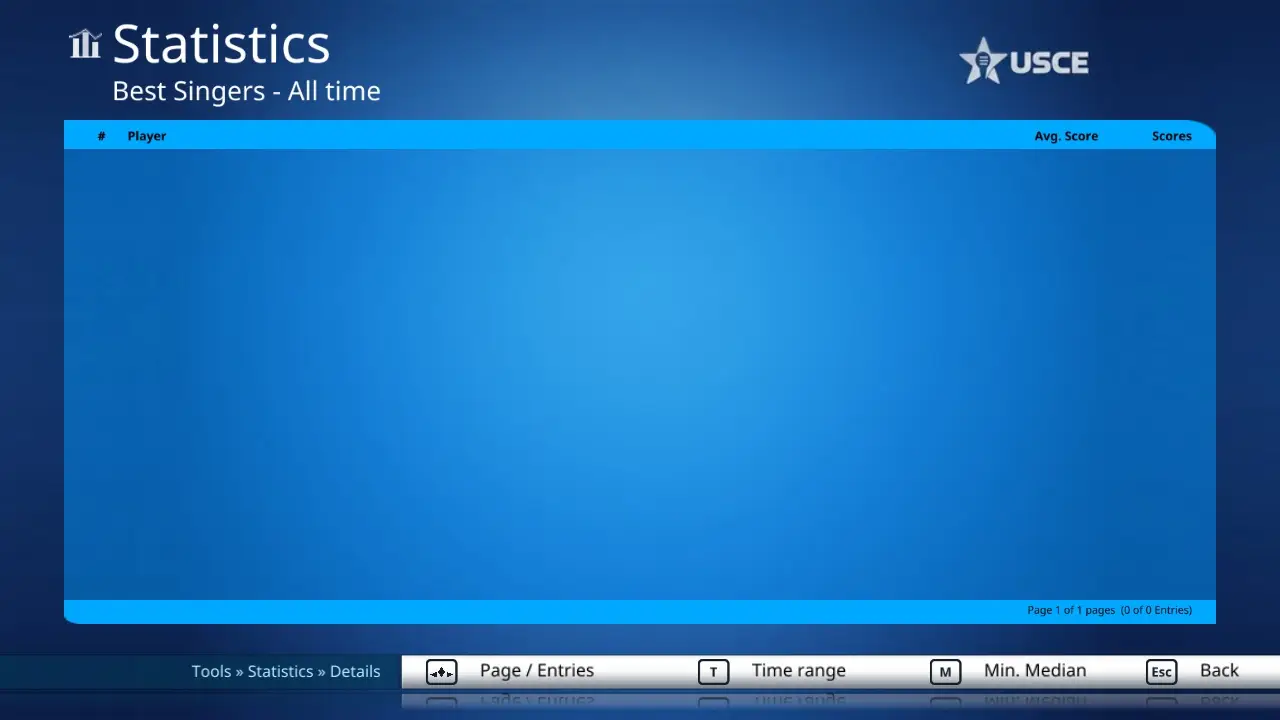 Statistics
USCE
Best Singers - All time
# Player Avg. Score Scores
Page 1 of 1 pages (0 of 0 Entries)
Tools » Statistics » Details
Page / Entries T Time range M Min. Median Esc Back